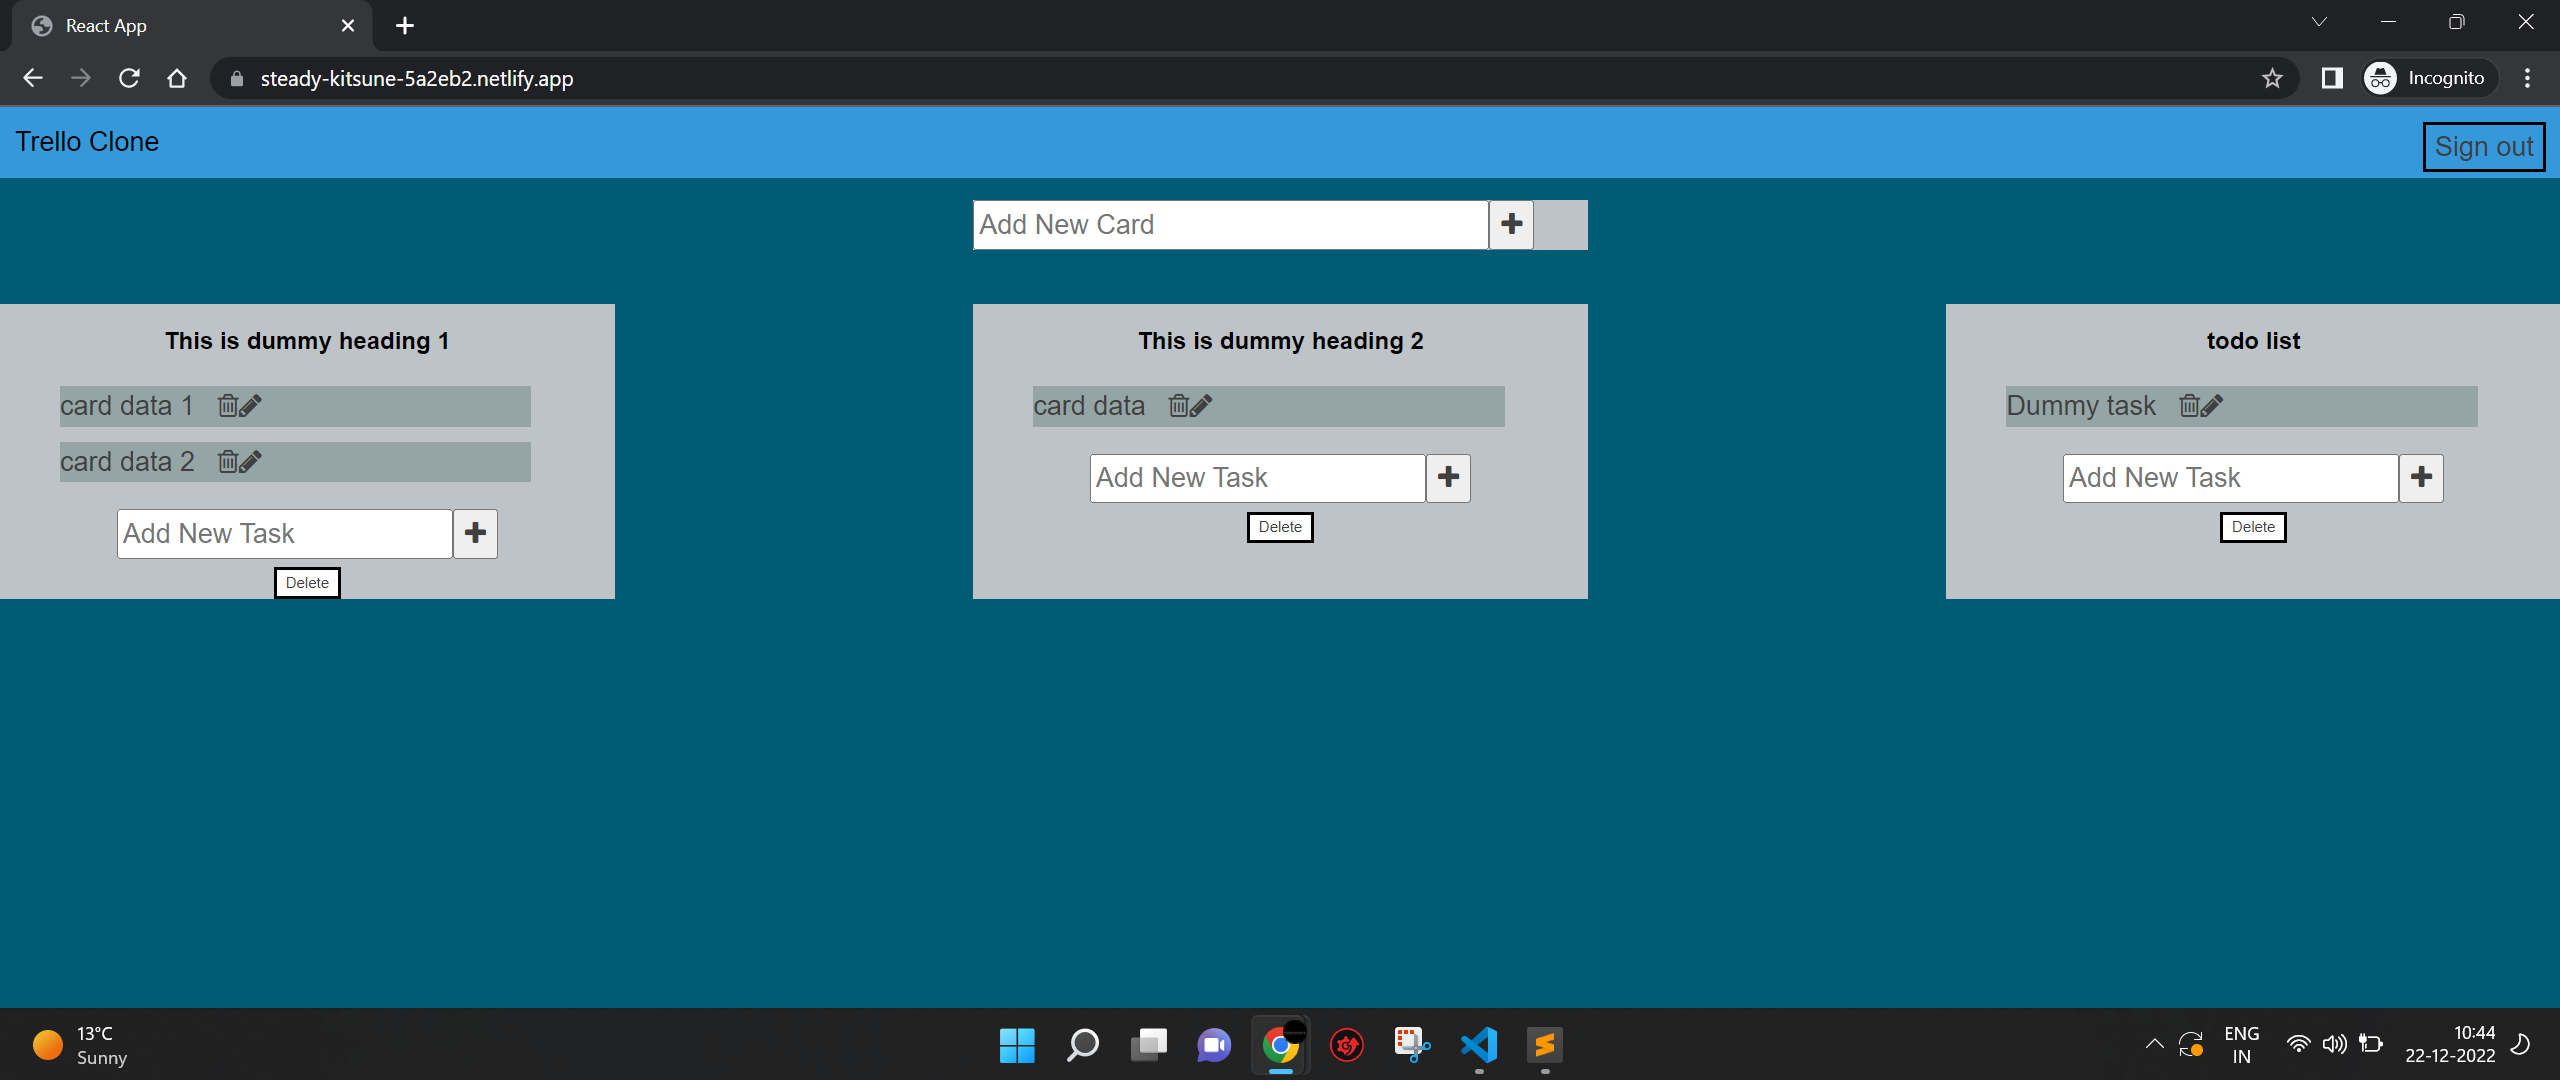 React App
steady-kitsune-5a2eb2.netlify.app
Incognito
Trello Clone
Sign out
Add New Card
This is dummy heading 1
card data 1
card data 2
Add New Task
Delete
This is dummy heading 2
card data
Add New Task
Delete
todo list
Dummy task
Add New Task
Delete
13°C
Sunny
ENG
IN
10:44
22-12-2022